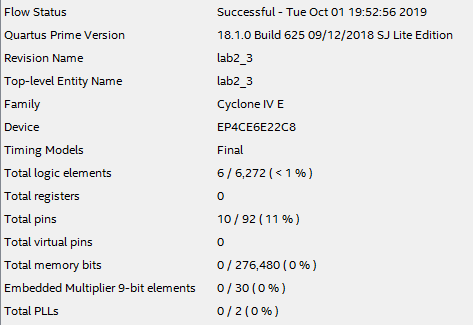 Flow Status Successful - Tue Oct 01 19:52:56 2019
Quartus Prime Version 18.1.0 Build 625 09/12/2018 SJ Lite Edition
Revision Name lab2_3
Top-level Entity Name lab2_3
Family Cyclone IV E
Device EP4CE6E22C8
Timing Models Final
Total logic elements 6 / 6,272 ( < 1 % )
Total registers 0
Total pins 10 / 92 ( 11 % )
Total virtual pins 0
Total memory bits 0 / 276,480 ( 0 % )
Embedded Multiplier 9-bit elements 0 / 30 ( 0 % )
Total PLLs 0 / 2 ( 0 % )